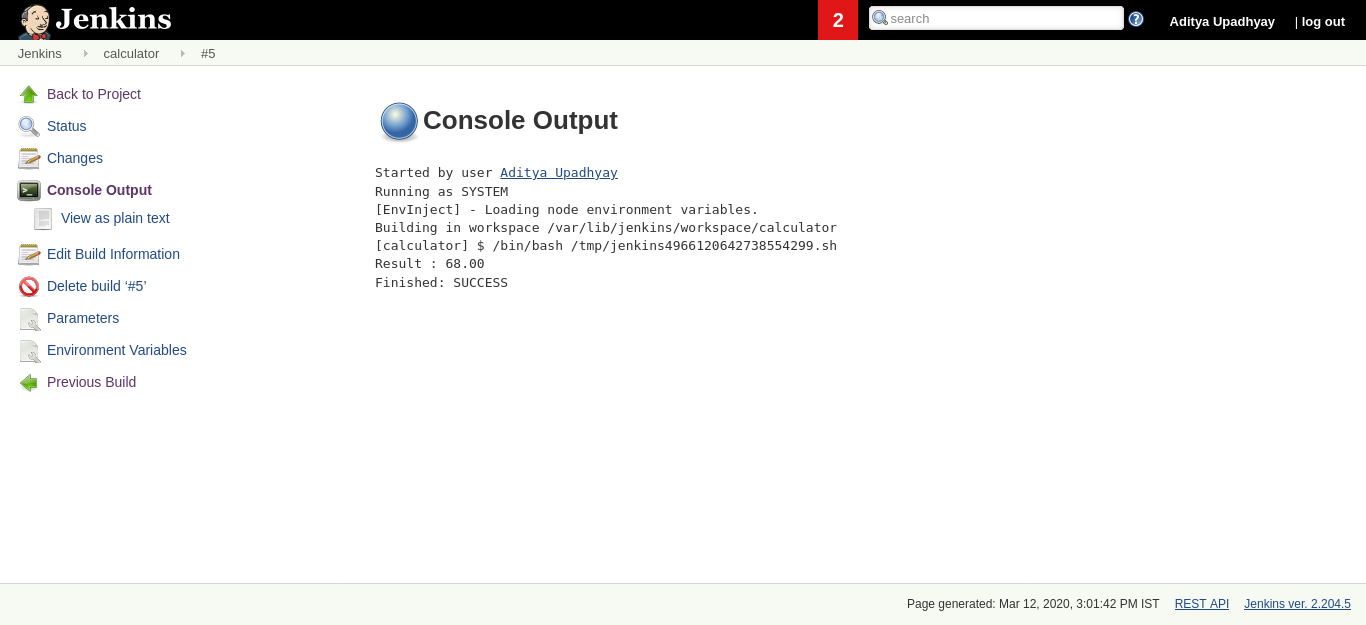 Jenkins
2
search
Aditya Upadhyay
| log out
Jenkins
calculator
#5
Back to Project
Status
Changes
Console Output
View as plain text
Edit Build Information
Delete build ‘#5’
Parameters
Environment Variables
Previous Build
Console Output
Started by user Aditya Upadhyay
Running as SYSTEM
[EnvInject] - Loading node environment variables.
Building in workspace /var/lib/jenkins/workspace/calculator
[calculator] $ /bin/bash /tmp/jenkins4966120642738554299.sh
Result : 68.00
Finished: SUCCESS
Page generated: Mar 12, 2020, 3:01:42 PM IST
REST API
Jenkins ver. 2.204.5